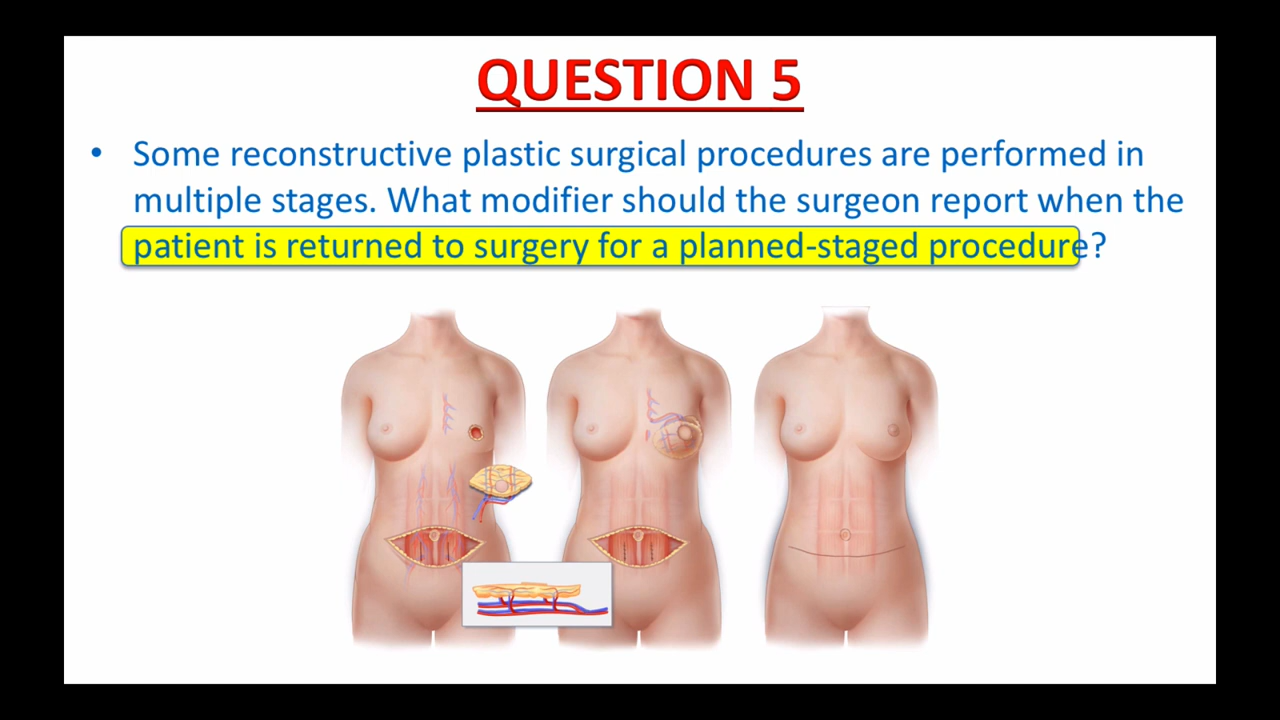 QUESTION 5
• Some reconstructive plastic surgical procedures are performed in
multiple stages. What modifier should the surgeon report when the
patient is returned to surgery for a planned-staged procedure?